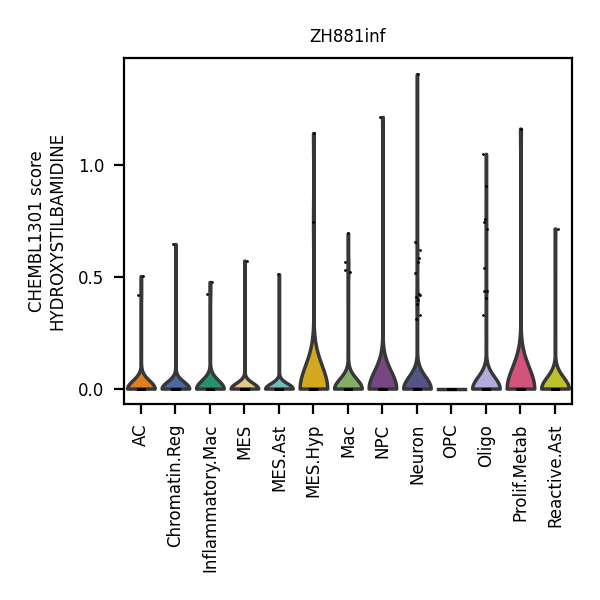 ZH881inf
CHEMBL1301 score
HYDROXYSTILBAMIDINE
1.0
0.5
0.0
AC
Chromatin.Reg
Inflammatory.Mac
MES
MES.Ast
MES.Hyp
Mac
NPC
Neuron
OPC
Oligo
Prolif.Metab
Reactive.Ast